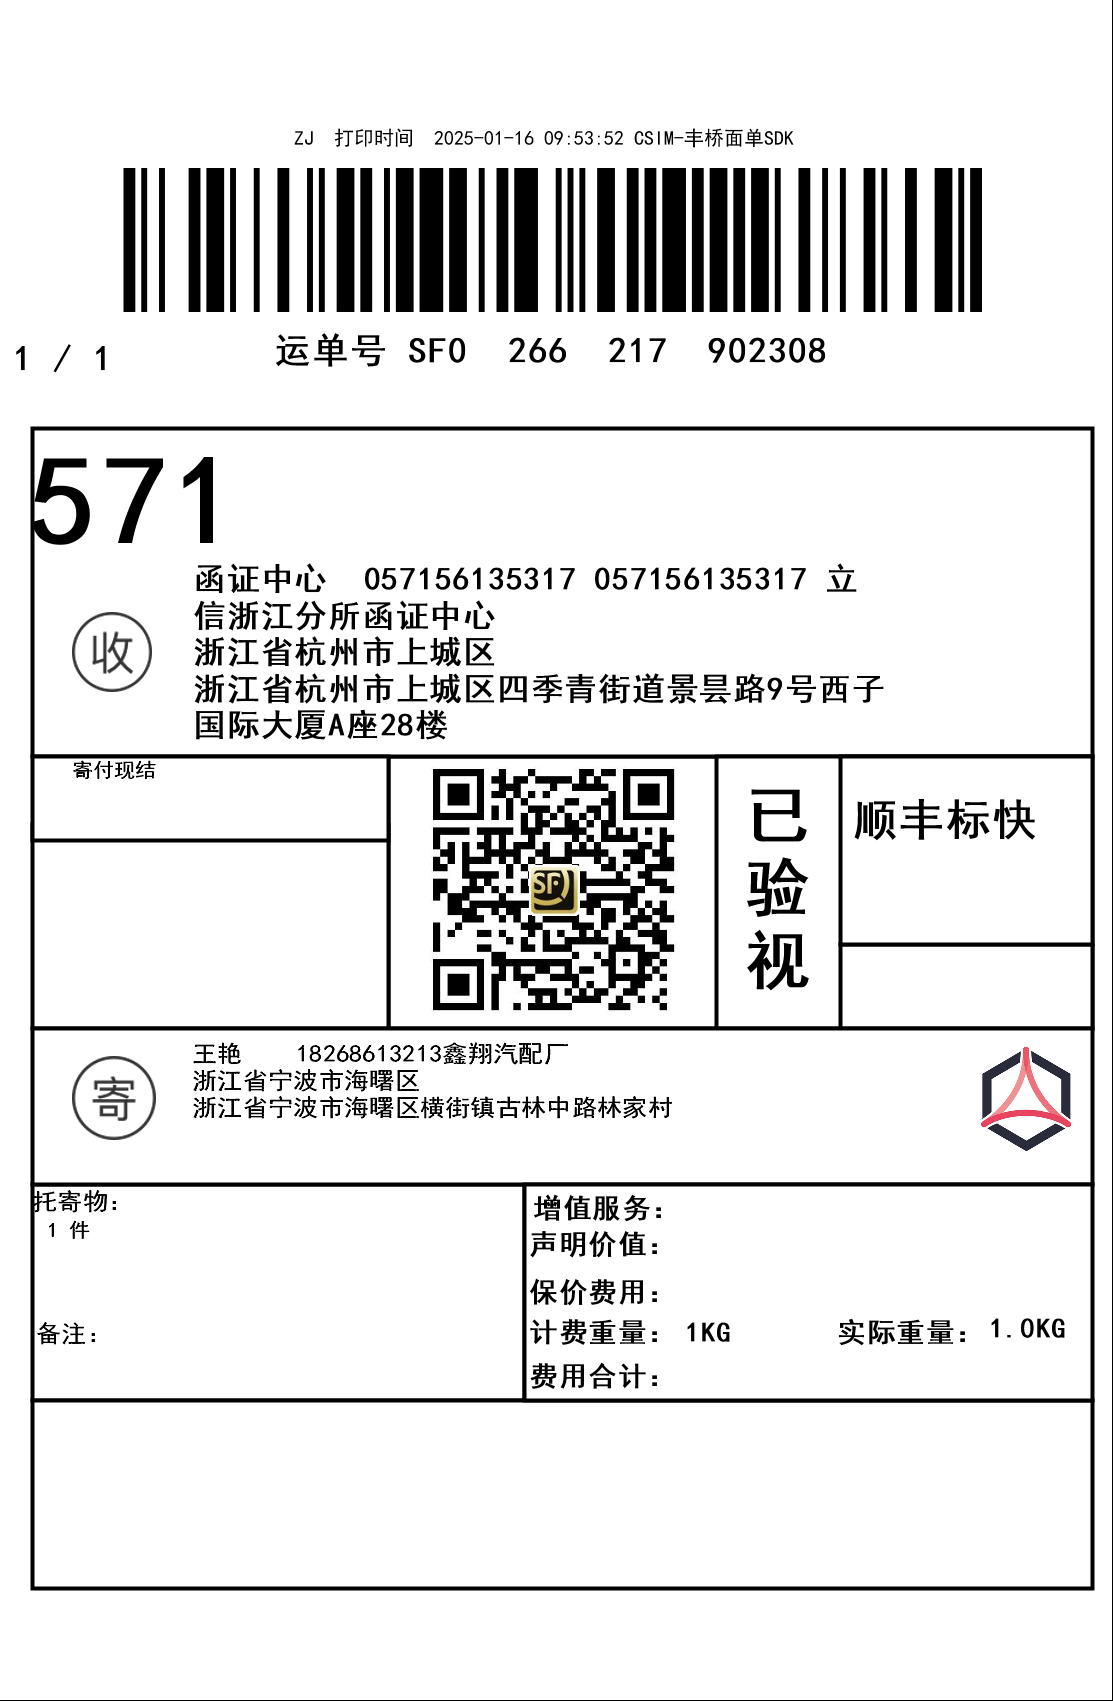 ZJ 打印时间 2025-01-16 09:53:52 CSIM-丰桥面单SDK
1 / 1
运单号 SF0 266 217 902308
571
收
函证中心 057156135317 057156135317 立
信浙江分所函证中心
浙江省杭州市上城区
浙江省杭州市上城区四季青街道景昙路9号西子
国际大厦A座28楼
寄付现结
SF
已
验
视
顺丰标快
寄
王艳 18268613213鑫翔汽配厂
浙江省宁波市海曙区
浙江省宁波市海曙区横街镇古林中路林家村
托寄物：
1 件
备注：
增值服务：
声明价值：
保价费用：
计费重量： 1KG 实际重量： 1.0KG
费用合计：